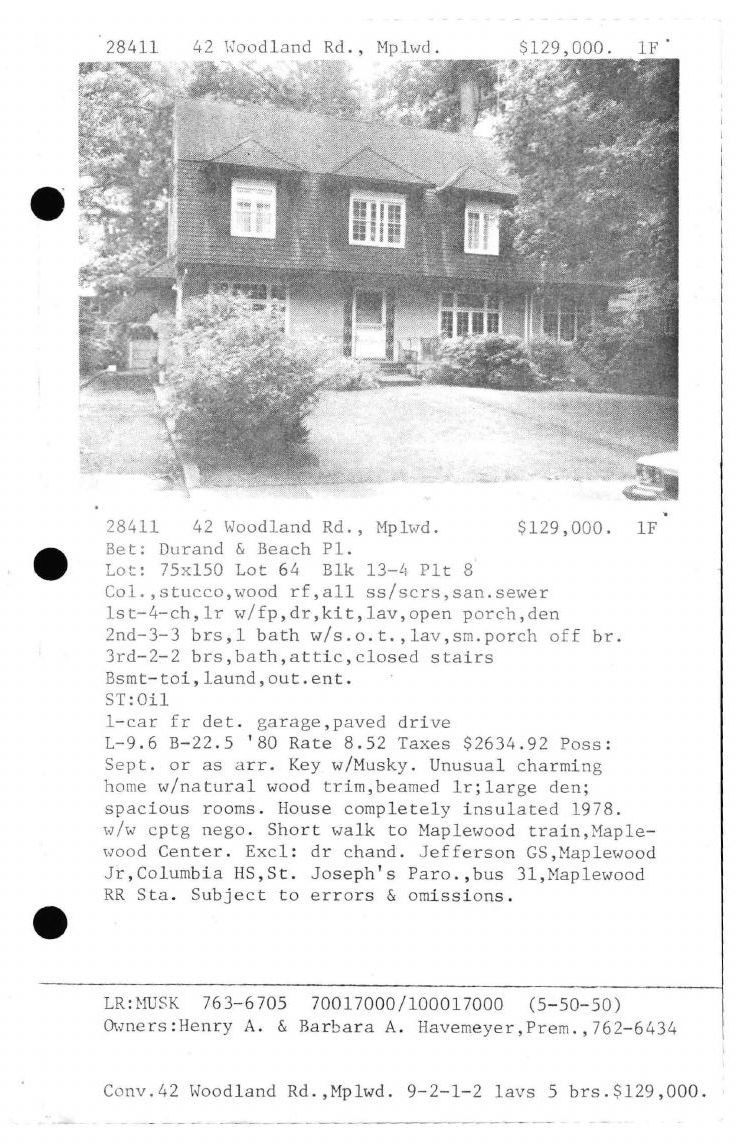 28411 42 Woodland Rd., Mplwd. $129,000. 1F
28411 42 Woodland Rd., Mplwd. $129,000. 1F
Bet: Durand & Beach Pl.
Lot: 75x150 Lot 64 Blk 13-4 Plt 8
Col.,stucco,wood rf,all ss/scrs,san.sewer
1st-4-ch,lr w/fp,dr,kit,lav,open porch,den
2nd-3-3 brs,1 bath w/s.o.t.,lav,sm.porch off br.
3rd-2-2 brs,bath,attic,closed stairs
Bsmt-toi,laund,out.ent.
ST:Oil
1-car fr det. garage,paved drive
L-9.6 B-22.5 '80 Rate 8.52 Taxes $2634.92 Poss:
Sept. or as arr. Key w/Musky. Unusual charming
home w/natural wood trim,beamed lr;large den;
spacious rooms. House completely insulated 1978.
w/w cptg nego. Short walk to Maplewood train,Maple-
wood Center. Excl: dr chand. Jefferson GS,Maplewood
Jr,Columbia HS,St. Joseph's Paro.,bus 31,Maplewood
RR Sta. Subject to errors & omissions.
LR:MUSK 763-6705 70017000/100017000 (5-50-50)
Owners:Henry A. & Barbara A. Havemeyer,Prem.,762-6434
Conv.42 Woodland Rd.,Mplwd. 9-2-1-2 lavs 5 brs.$129,000.